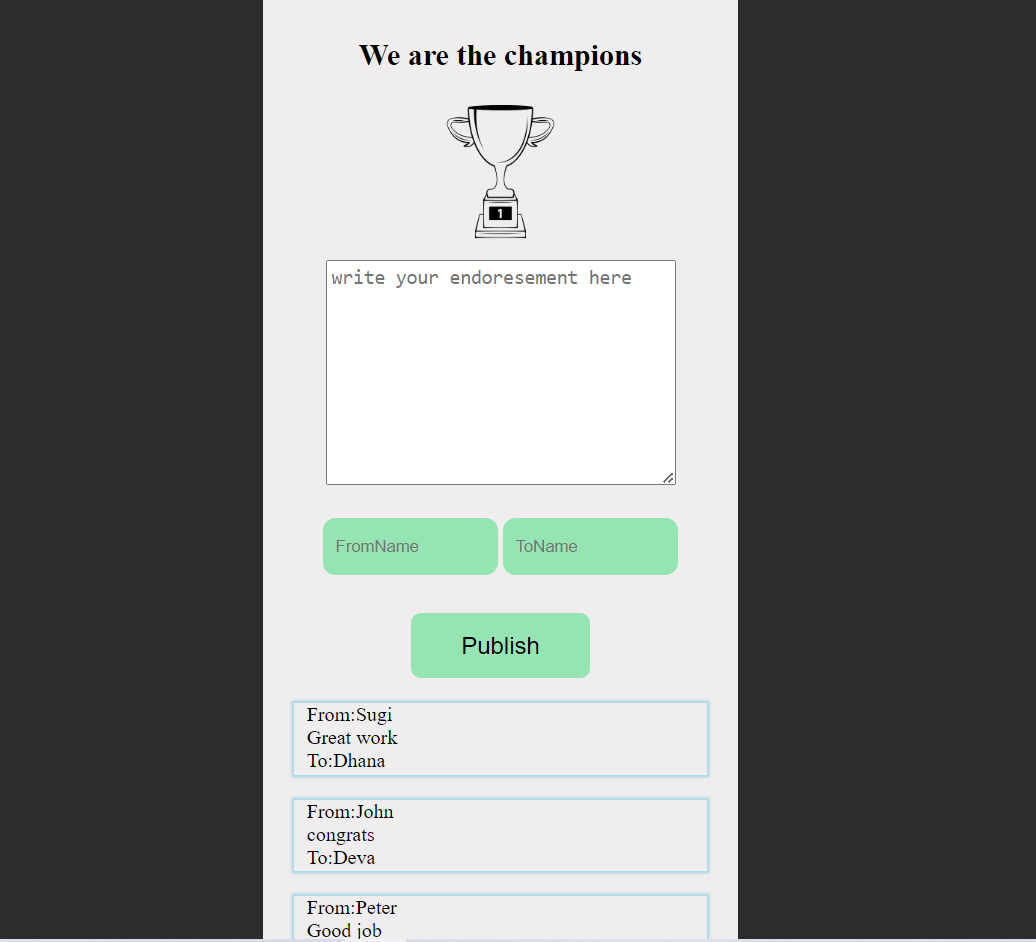 We are the champions
1
write your endoresement here
FromName
ToName
Publish
From:Sugi
Great work
To:Dhana
From:John
congrats
To:Deva
From:Peter
Good job